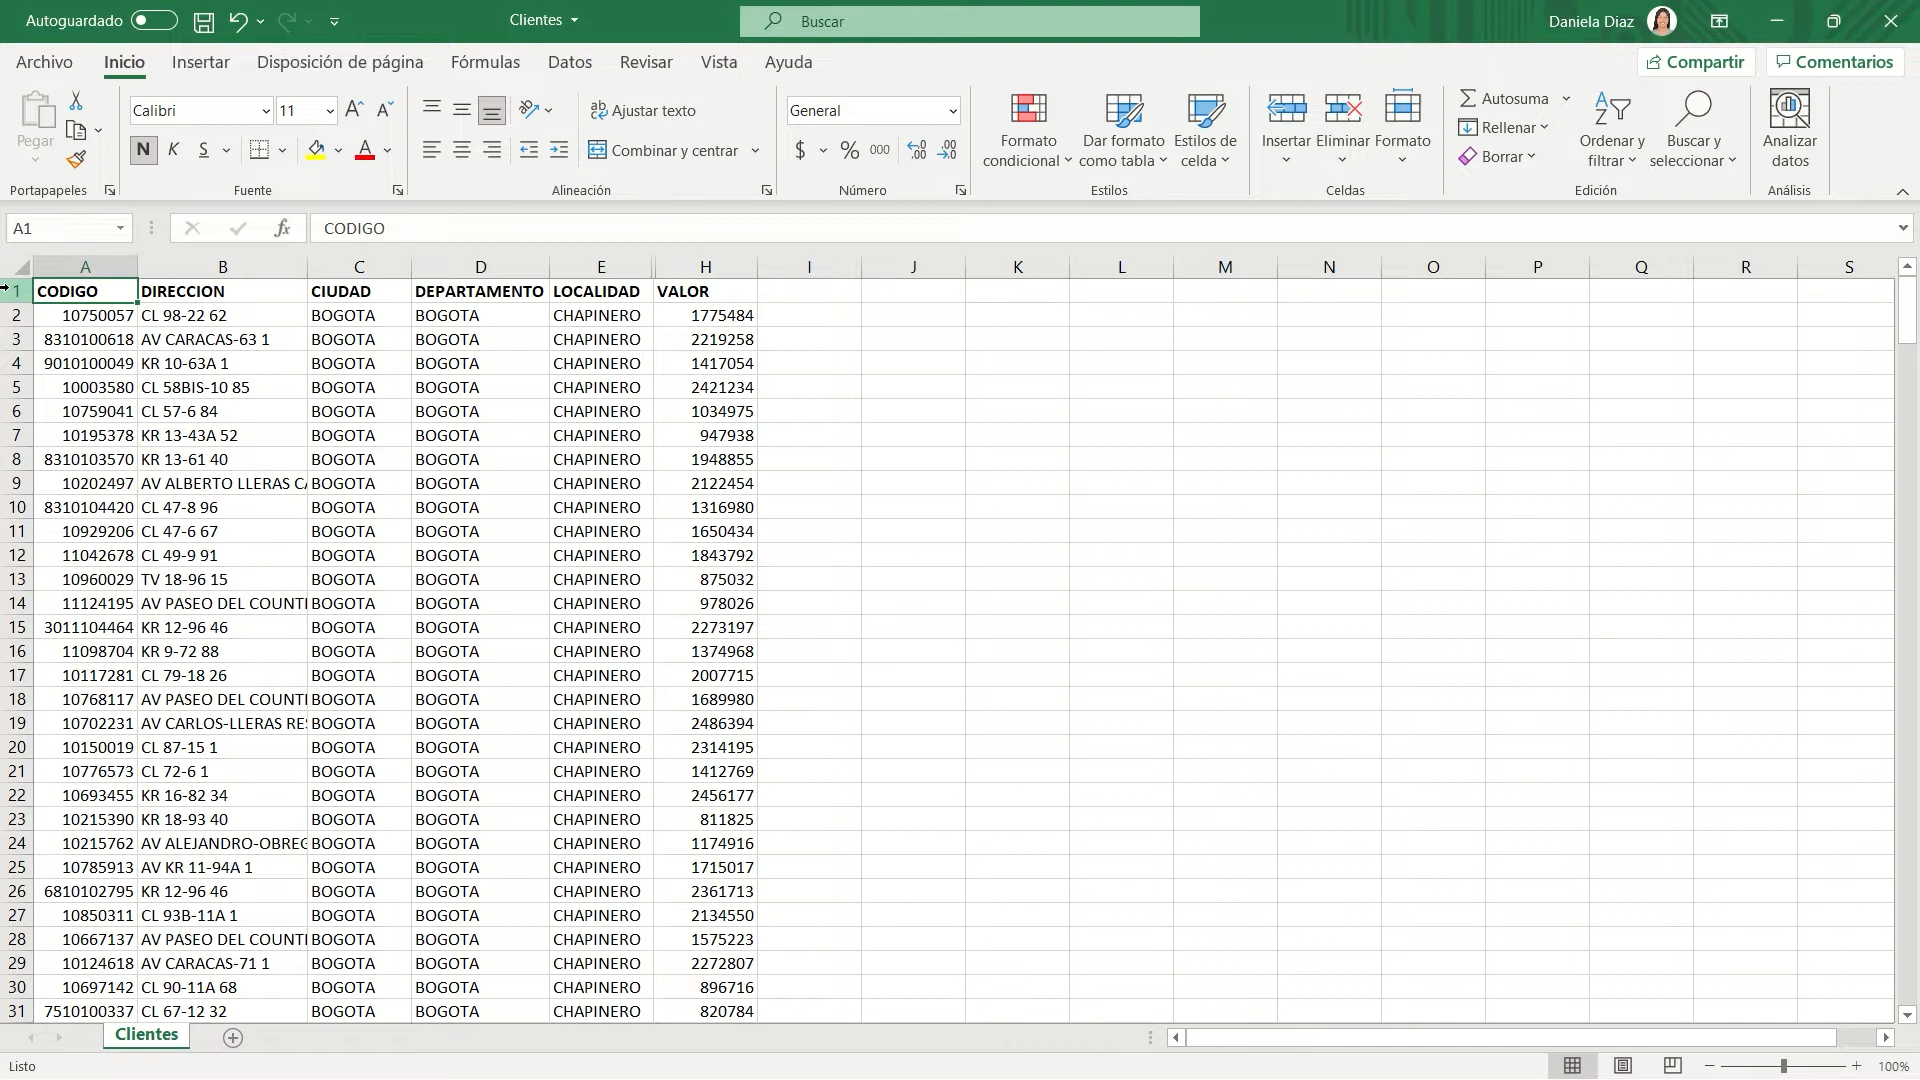 Autoguardado Clientes Buscar Daniela Diaz
Archivo Inicio Insertar Disposición de página Fórmulas Datos Revisar Vista Ayuda Compartir Comentarios
Pegar
Calibri 11
N K S
Ajustar texto
Combinar y centrar
General
$ % 000
Formato condicional
Dar formato como tabla
Estilos de celda
Insertar Eliminar Formato
Autosuma
Rellenar
Borrar
Ordenar y filtrar
Buscar y seleccionar
Analizar datos
Portapapeles Fuente Alineación Número Estilos Celdas Edición Análisis
A1 fx CODIGO
A B C D E H I J K L M N O P Q R S
1 CODIGO DIRECCION CIUDAD DEPARTAMENTO LOCALIDAD VALOR
2 10750057 CL 98-22 62 BOGOTA BOGOTA CHAPINERO 1775484
3 8310100618 AV CARACAS-63 1 BOGOTA BOGOTA CHAPINERO 2219258
4 9010100049 KR 10-63A 1 BOGOTA BOGOTA CHAPINERO 1417054
5 10003580 CL 58BIS-10 85 BOGOTA BOGOTA CHAPINERO 2421234
6 10759041 CL 57-6 84 BOGOTA BOGOTA CHAPINERO 1034975
7 10195378 KR 13-43A 52 BOGOTA BOGOTA CHAPINERO 947938
8 8310103570 KR 13-61 40 BOGOTA BOGOTA CHAPINERO 1948855
9 10202497 AV ALBERTO LLERAS CA BOGOTA BOGOTA CHAPINERO 2122454
10 8310104420 CL 47-8 96 BOGOTA BOGOTA CHAPINERO 1316980
11 10929206 CL 47-6 67 BOGOTA BOGOTA CHAPINERO 1650434
12 11042678 CL 49-9 91 BOGOTA BOGOTA CHAPINERO 1843792
13 10960029 TV 18-96 15 BOGOTA BOGOTA CHAPINERO 875032
14 11124195 AV PASEO DEL COUNT BOGOTA BOGOTA CHAPINERO 978026
15 3011104464 KR 12-96 46 BOGOTA BOGOTA CHAPINERO 2273197
16 11098704 KR 9-72 88 BOGOTA BOGOTA CHAPINERO 1374968
17 10117281 CL 79-18 26 BOGOTA BOGOTA CHAPINERO 2007715
18 10768117 AV PASEO DEL COUNT BOGOTA BOGOTA CHAPINERO 1689980
19 10702231 AV CARLOS-LLERAS RES BOGOTA BOGOTA CHAPINERO 2486394
20 10150019 CL 87-15 1 BOGOTA BOGOTA CHAPINERO 2314195
21 10776573 CL 72-6 1 BOGOTA BOGOTA CHAPINERO 1412769
22 10693455 KR 16-82 34 BOGOTA BOGOTA CHAPINERO 2456177
23 10215390 KR 18-93 40 BOGOTA BOGOTA CHAPINERO 811825
24 10215762 AV ALEJANDRO-OBREG BOGOTA BOGOTA CHAPINERO 1174916
25 10785913 AV KR 11-94A 1 BOGOTA BOGOTA CHAPINERO 1715017
26 6810102795 KR 12-96 46 BOGOTA BOGOTA CHAPINERO 2361713
27 10850311 CL 93B-11A 1 BOGOTA BOGOTA CHAPINERO 2134550
28 10667137 AV PASEO DEL COUNT BOGOTA BOGOTA CHAPINERO 1575223
29 10124618 AV CARACAS-71 1 BOGOTA BOGOTA CHAPINERO 2272807
30 10697142 CL 90-11A 68 BOGOTA BOGOTA CHAPINERO 896716
31 7510100337 CL 67-12 32 BOGOTA BOGOTA CHAPINERO 820784
Clientes
Listo 100%